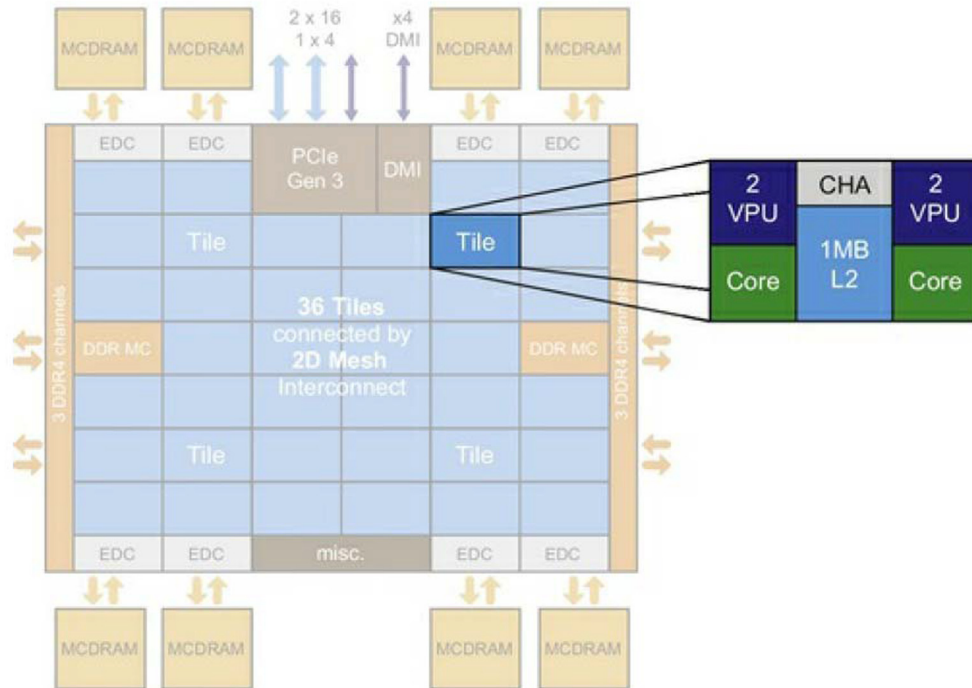 2 x 16
1 x 4
x4
DMI
MCDRAM
MCDRAM
MCDRAM
MCDRAM
EDC
EDC
PCIe
Gen 3
DMI
EDC
EDC
2
VPU
CHA
2
VPU
Tile
Tile
1MB
L2
Core
Core
36 Tiles
connected by
2D Mesh
Interconnect
DDR MC
DDR MC
3 DDR4 channels
3 DDR4 channels
Tile
Tile
EDC
EDC
misc.
EDC
EDC
MCDRAM
MCDRAM
MCDRAM
MCDRAM